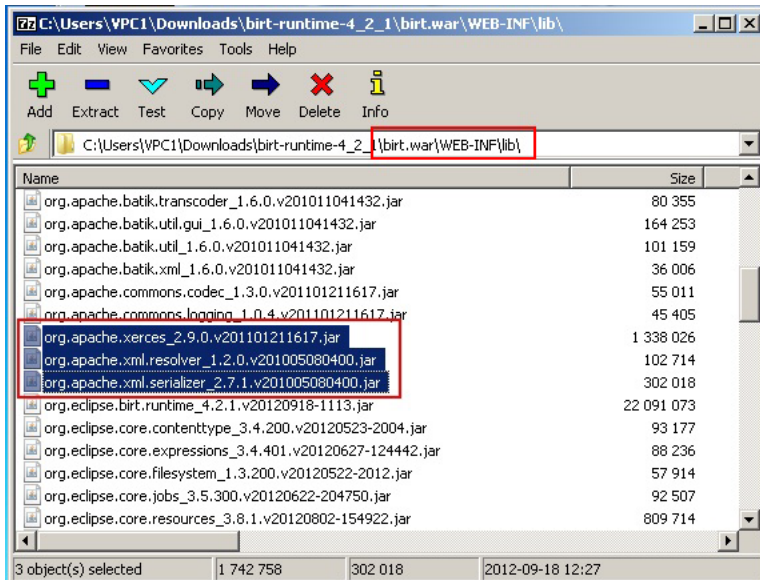 7z C:\Users\VPC1\Downloads\birt-runtime-4_2_1\birt.war\WEB-INF\lib\
File Edit View Favorites Tools Help
Add Extract Test Copy Move Delete Info
C:\Users\VPC1\Downloads\birt-runtime-4_2_1\birt.war\WEB-INF\lib\
Name Size
org.apache.batik.transcoder_1.6.0.v201011041432.jar 80 355
org.apache.batik.util.gui_1.6.0.v201011041432.jar 164 253
org.apache.batik.util_1.6.0.v201011041432.jar 101 159
org.apache.batik.xml_1.6.0.v201011041432.jar 36 006
org.apache.commons.codec_1.3.0.v201101211617.jar 55 011
org.apache.commons.logging_1.0.4.v201101211617.jar 45 405
org.apache.xerces_2.9.0.v201101211617.jar 1 338 026
org.apache.xml.resolver_1.2.0.v201005080400.jar 102 714
org.apache.xml.serializer_2.7.1.v201005080400.jar 302 018
org.eclipse.birt.runtime_4.2.1.v20120918-1113.jar 22 091 073
org.eclipse.core.contenttype_3.4.200.v20120523-2004.jar 93 177
org.eclipse.core.expressions_3.4.401.v20120627-124442.jar 88 236
org.eclipse.core.filesystem_1.3.200.v20120522-2012.jar 57 914
org.eclipse.core.jobs_3.5.300.v20120622-204750.jar 92 507
org.eclipse.core.resources_3.8.1.v20120802-154922.jar 809 714
3 object(s) selected 1 742 758 302 018 2012-09-18 12:27